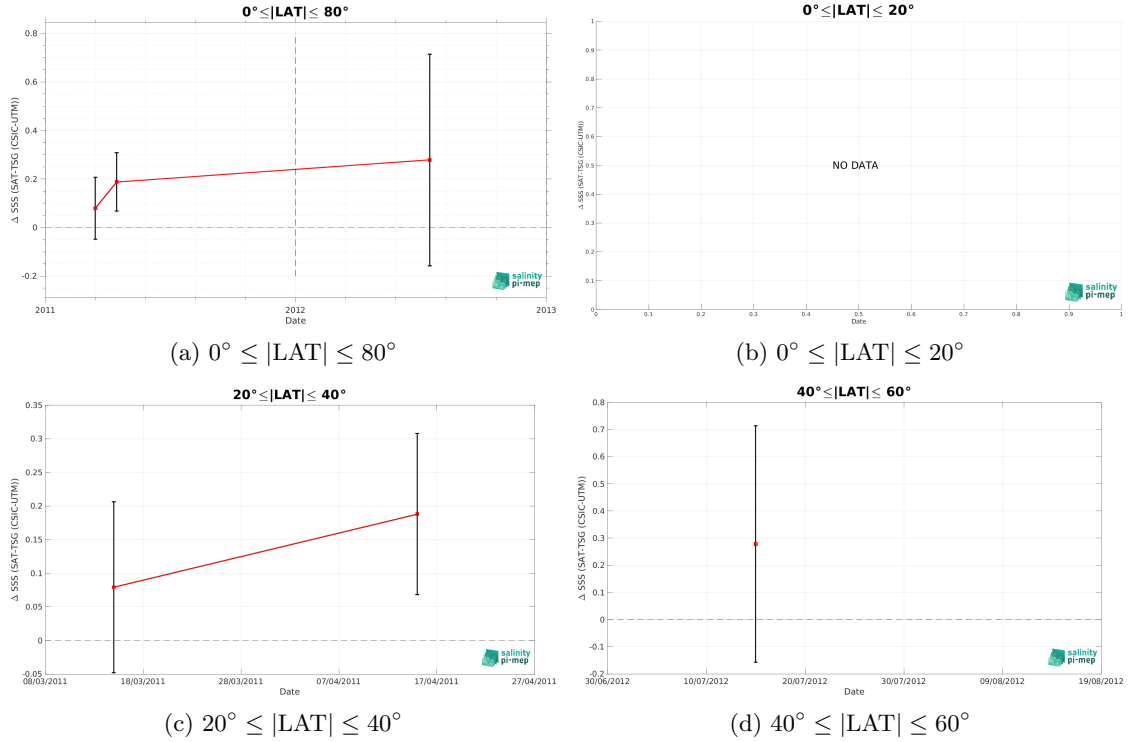 0°≤|LAT|≤ 80°
0.8
0.6
0.4
0.2
0
-0.2
Δ SSS (SAT-TSG (CSIC-UTM))
2011
2012
2013
Date
salinity
pi-mep
(a) 0° ≤ |LAT| ≤ 80°
0°≤|LAT|≤ 20°
1
0.9
0.8
0.7
0.6
0.5
0.4
0.3
0.2
0.1
0
Δ SSS (SAT-TSG (CSIC-UTM))
NO DATA
0
0.1
0.2
0.3
0.4
0.5
0.6
0.7
0.8
0.9
1
Date
salinity
pi-mep
(b) 0° ≤ |LAT| ≤ 20°
20°≤|LAT|≤ 40°
0.35
0.3
0.25
0.2
0.15
0.1
0.05
0
-0.05
Δ SSS (SAT-TSG (CSIC-UTM))
08/03/2011
18/03/2011
28/03/2011
07/04/2011
17/04/2011
27/04/2011
Date
salinity
pi-mep
(c) 20° ≤ |LAT| ≤ 40°
40°≤|LAT|≤ 60°
0.8
0.7
0.6
0.5
0.4
0.3
0.2
0.1
0
-0.1
-0.2
Δ SSS (SAT-TSG (CSIC-UTM))
30/06/2012
10/07/2012
20/07/2012
30/07/2012
09/08/2012
19/08/2012
Date
salinity
pi-mep
(d) 40° ≤ |LAT| ≤ 60°